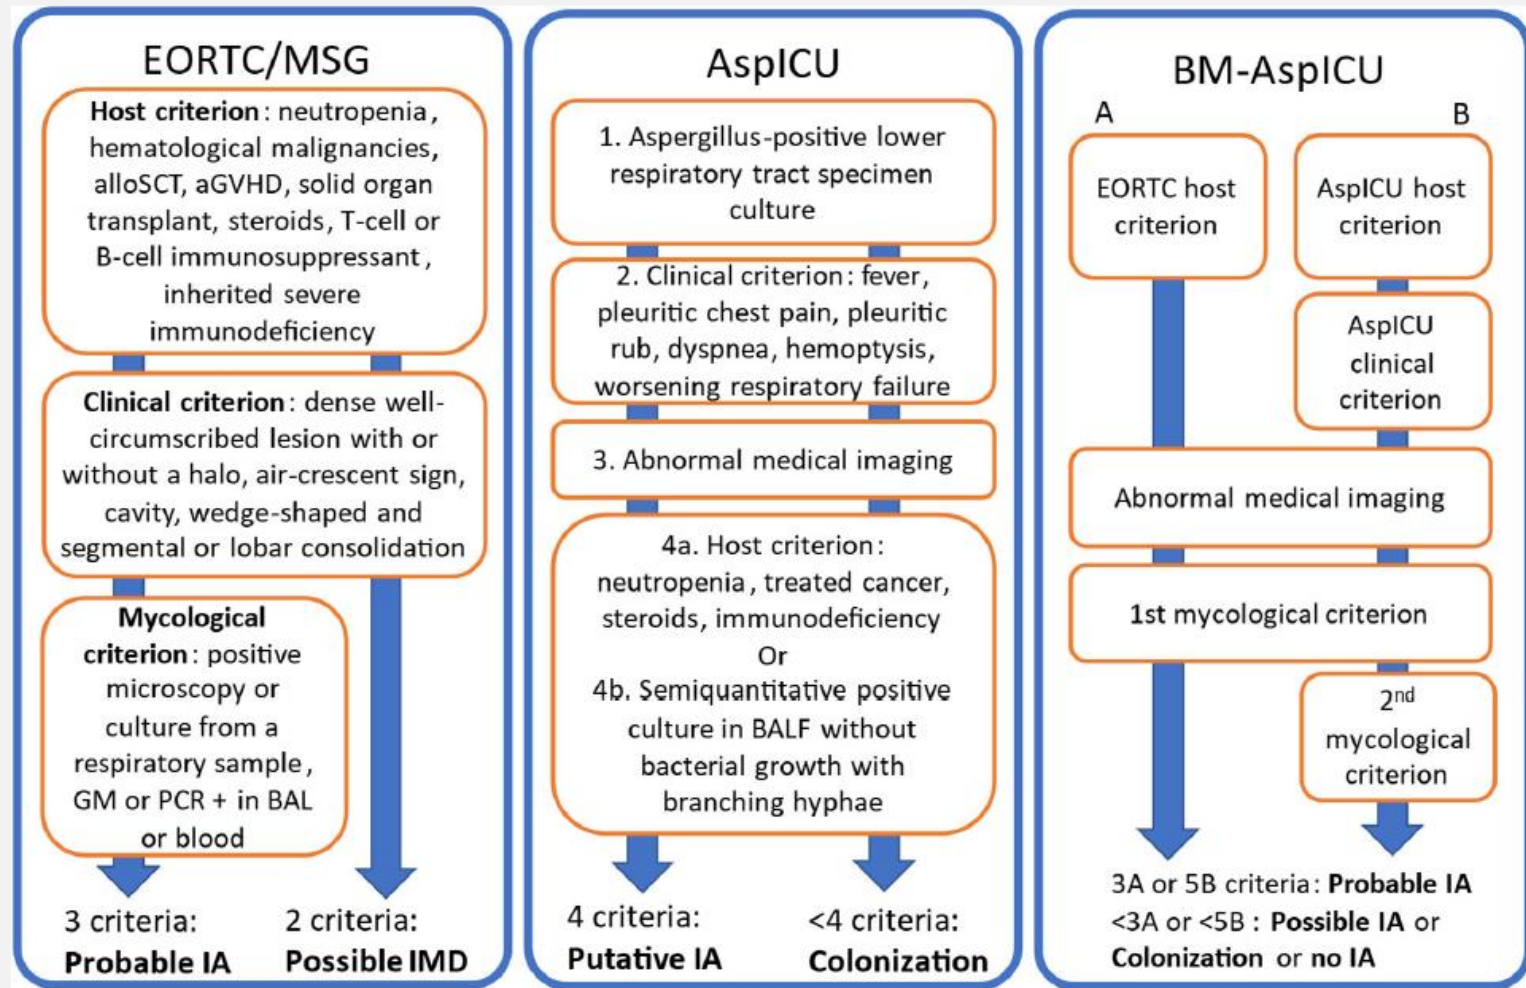 EORTC/MSG
Host criterion: neutropenia,
hematological malignancies,
alloSCT, aGVHD, solid organ
transplant, steroids, T-cell or
B-cell immunosuppressant,
inherited severe
immunodeficiency
Clinical criterion: dense well-
circumscribed lesion with or
without a halo, air-crescent sign,
cavity, wedge-shaped and
segmental or lobar consolidation
Mycological
criterion: positive
microscopy or
culture from a
respiratory sample,
GM or PCR + in BAL
or blood
3 criteria:
Probable IA
2 criteria:
Possible IMD
AspICU
1. Aspergillus-positive lower
respiratory tract specimen
culture
2. Clinical criterion: fever,
pleuritic chest pain, pleuritic
rub, dyspnea, hemoptysis,
worsening respiratory failure
3. Abnormal medical imaging
4a. Host criterion:
neutropenia, treated cancer,
steroids, immunodeficiency
Or
4b. Semiquantitative positive
culture in BALF without
bacterial growth with
branching hyphae
4 criteria:
Putative IA
<4 criteria:
Colonization
BM-AspICU
A
B
EORTC host
criterion
AspICU host
criterion
AspICU
clinical
criterion
Abnormal medical imaging
1st mycological criterion
2nd
mycological
criterion
3A or 5B criteria: Probable IA
<3A or <5B : Possible IA or
Colonization or no IA